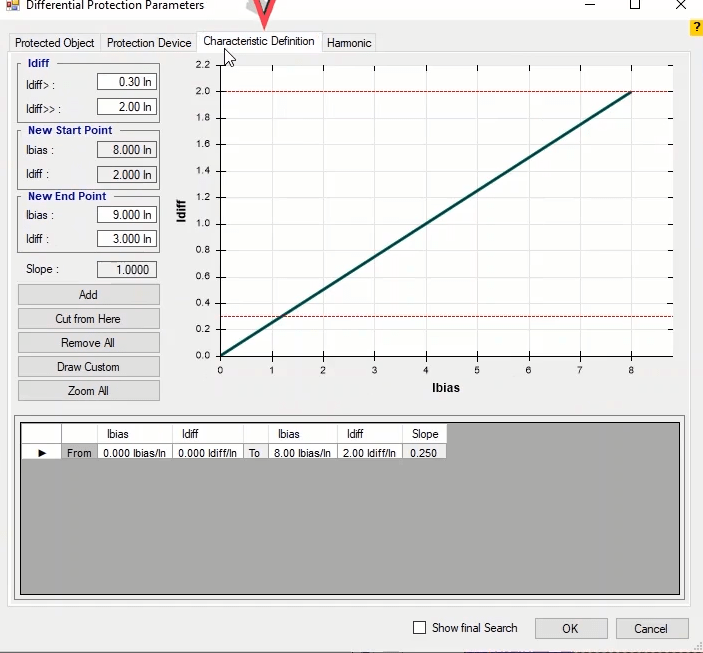 Differential Protection Parameters
?
Protected Object Protection Device Characteristic Definition Harmonic
Idiff
Idiff> : 0.30 In
Idiff>> : 2.00 In
New Start Point
Ibias : 8.000 In
Idiff : 2.000 In
New End Point
Ibias : 9.000 In
Idiff : 3.000 In
Slope : 1.0000
Add
Cut from Here
Remove All
Draw Custom
Zoom All
Idiff
2.2
2.0
1.8
1.6
1.4
1.2
1.0
0.8
0.6
0.4
0.2
0.0
0 1 2 3 4 5 6 7 8
Ibias
Ibias Idiff Ibias Idiff Slope
From 0.000 Ibias/In 0.000 Idiff/In To 8.00 Ibias/In 2.00 Idiff/In 0.250
Show final Search OK Cancel